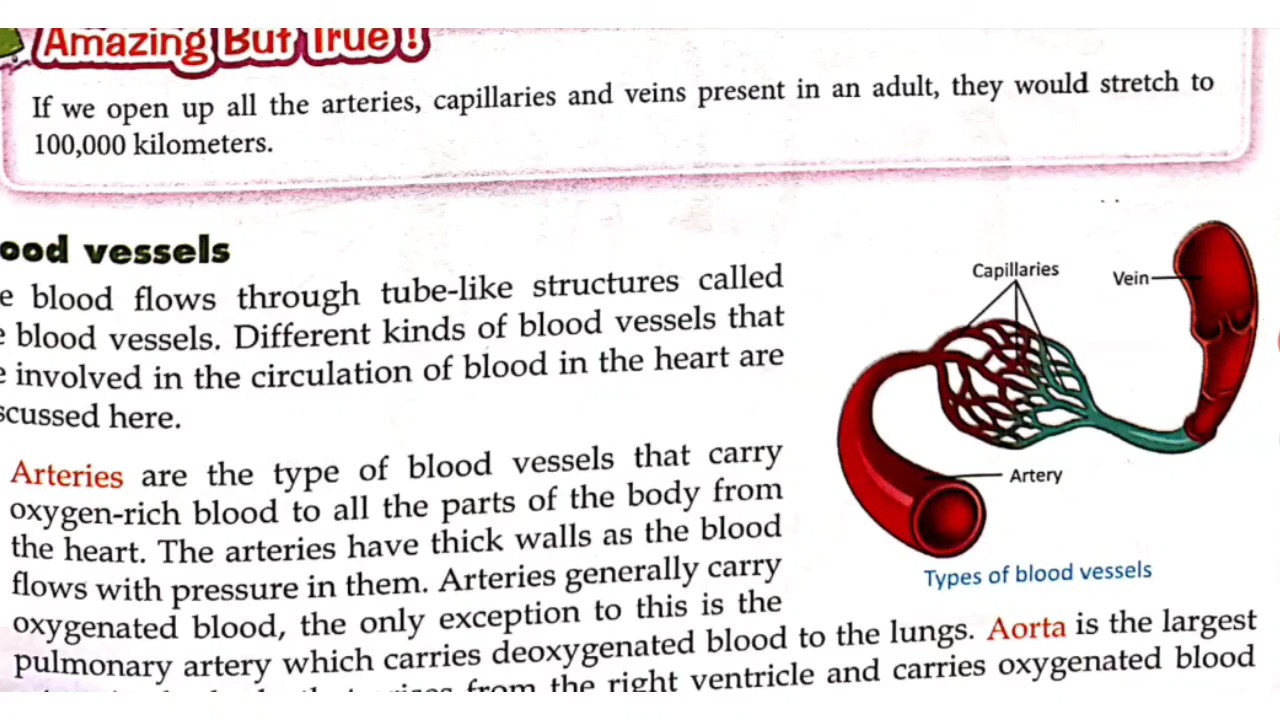 Amazing But True!
If we open up all the arteries, capillaries and veins present in an adult, they would stretch to
100,000 kilometers.
ood vessels
e blood flows through tube-like structures called
e blood vessels. Different kinds of blood vessels that
e involved in the circulation of blood in the heart are
scussed here.
Capillaries
Vein
Artery
Types of blood vessels
Arteries are the type of blood vessels that carry
oxygen-rich blood to all the parts of the body from
the heart. The arteries have thick walls as the blood
flows with pressure in them. Arteries generally carry
oxygenated blood, the only exception to this is the
pulmonary artery which carries deoxygenated blood to the lungs. Aorta is the largest
from the right ventricle and carries oxygenated blood